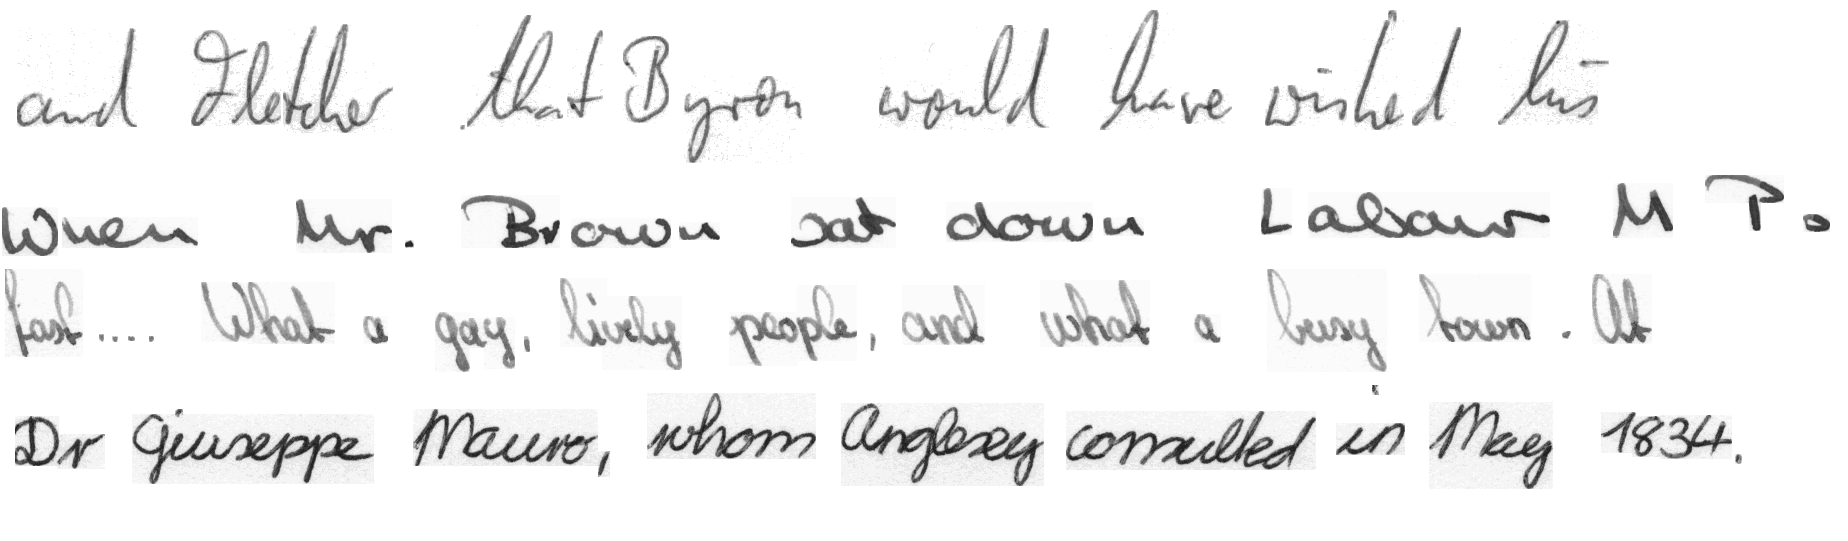 and Fletcher that Byron would have wished his
When Mr. Brown sat down Labour M Ps
fast .... What a gay, lively people, and what a busy town. At
Dr Giuseppe Mauro, whom Anglesey consulted in May 1834.